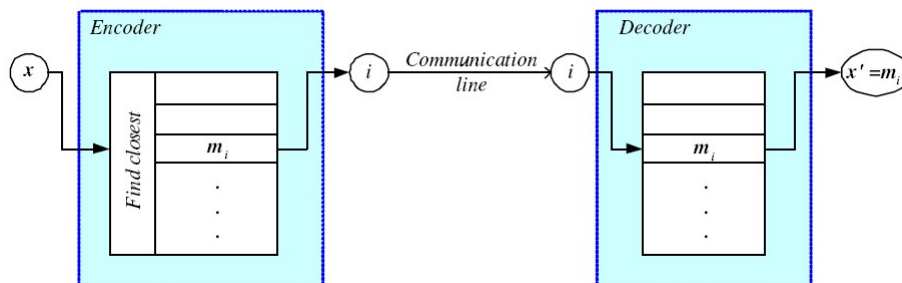 Encoder
x
Find closest
m_i
.
.
.
i
Communication
line
i
Decoder
m_i
.
.
.
x' = m_i